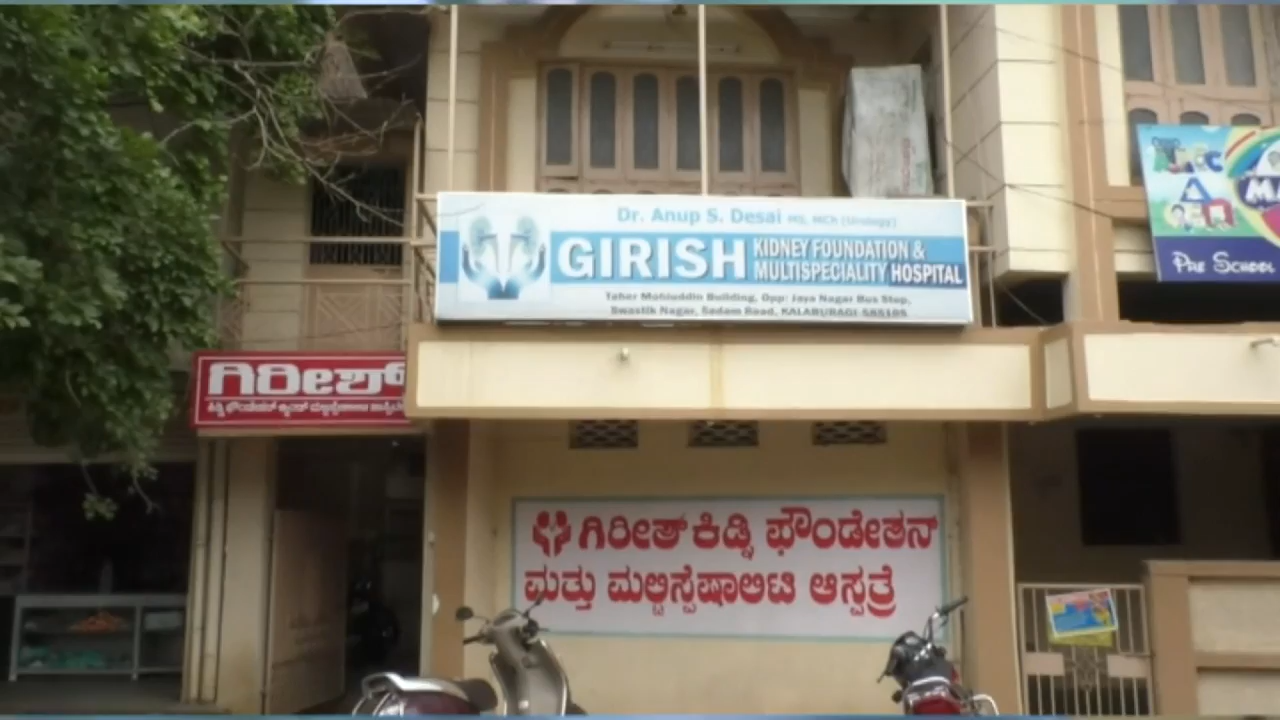 Dr. Anup S. Desai MS, MCh (Urology)
GIRISH KIDNEY FOUNDATION &
MULTISPECIALITY HOSPITAL
Taher Mohiuddin Building, Opp: Jaya Nagar Bus Stop,
Swastik Nagar, Sedam Road, KALABURAGI-585105
PRE SCHOOL
ಗಿರೀಶ್
ಗಿರೀಶ್ ಕಿಡ್ನಿ ಫೌಂಡೇಶನ್
ಮತ್ತು ಮಲ್ಟಿಸ್ಪೆಷಾಲಿಟಿ ಆಸ್ಪತ್ರೆ